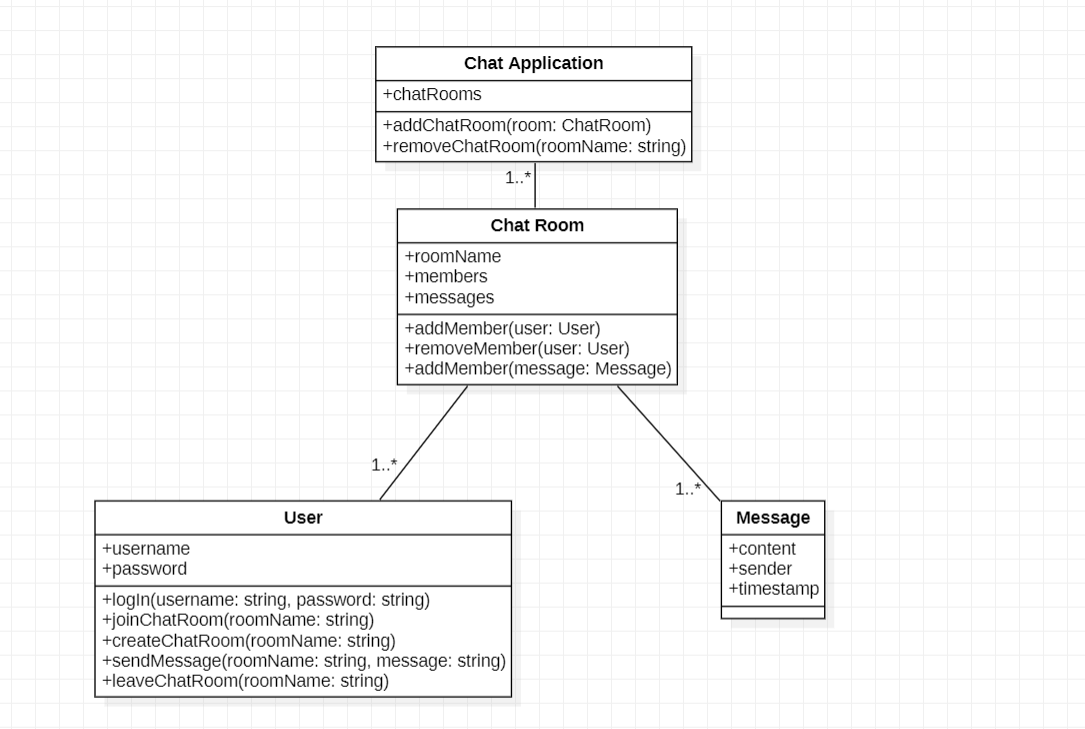 Chat Application
+chatRooms
+addChatRoom(room: ChatRoom)
+removeChatRoom(roomName: string)
1..*
Chat Room
+roomName
+members
+messages
+addMember(user: User)
+removeMember(user: User)
+addMember(message: Message)
1..*
1..*
User
+username
+password
+logIn(username: string, password: string)
+joinChatRoom(roomName: string)
+createChatRoom(roomName: string)
+sendMessage(roomName: string, message: string)
+leaveChatRoom(roomName: string)
Message
+content
+sender
+timestamp